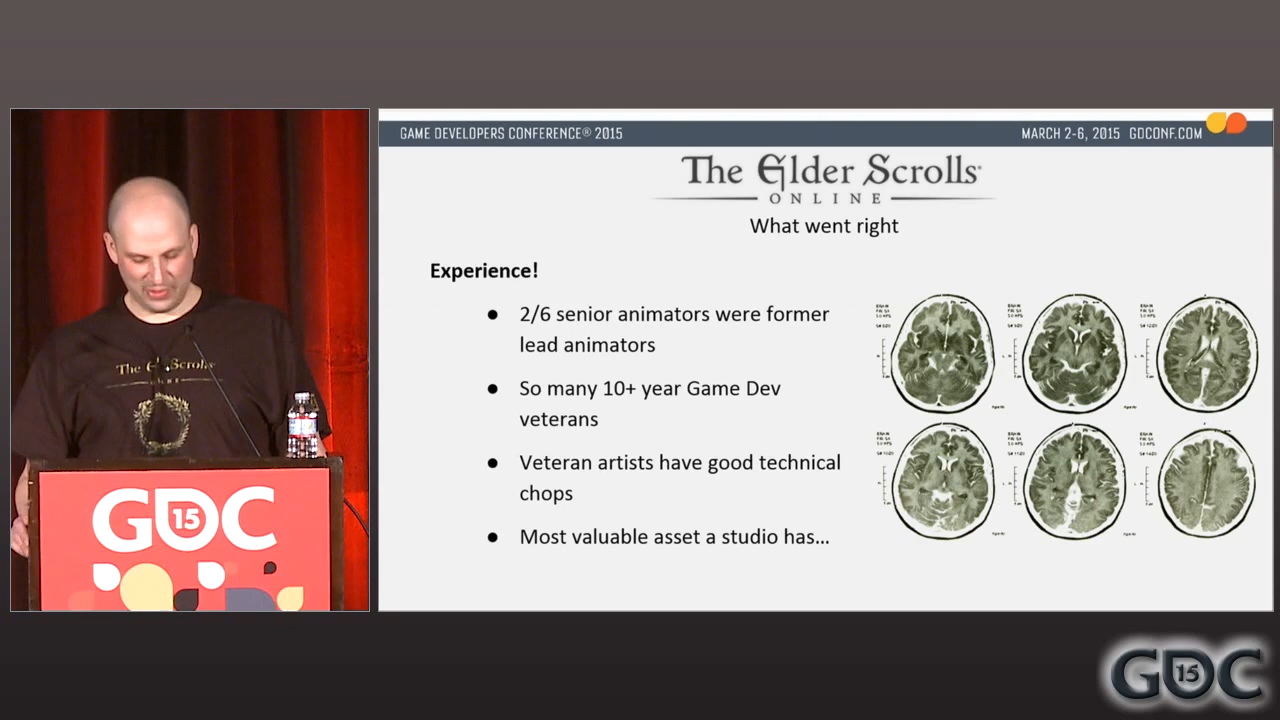 GAME DEVELOPERS CONFERENCE® 2015
MARCH 2-6, 2015 GDCONF.COM
The Elder Scrolls
ONLINE
What went right
Experience!
● 2/6 senior animators were former
lead animators
● So many 10+ year Game Dev
veterans
● Veteran artists have good technical
chops
● Most valuable asset a studio has...
The Elder Scrolls
GDC
15
GDC
15